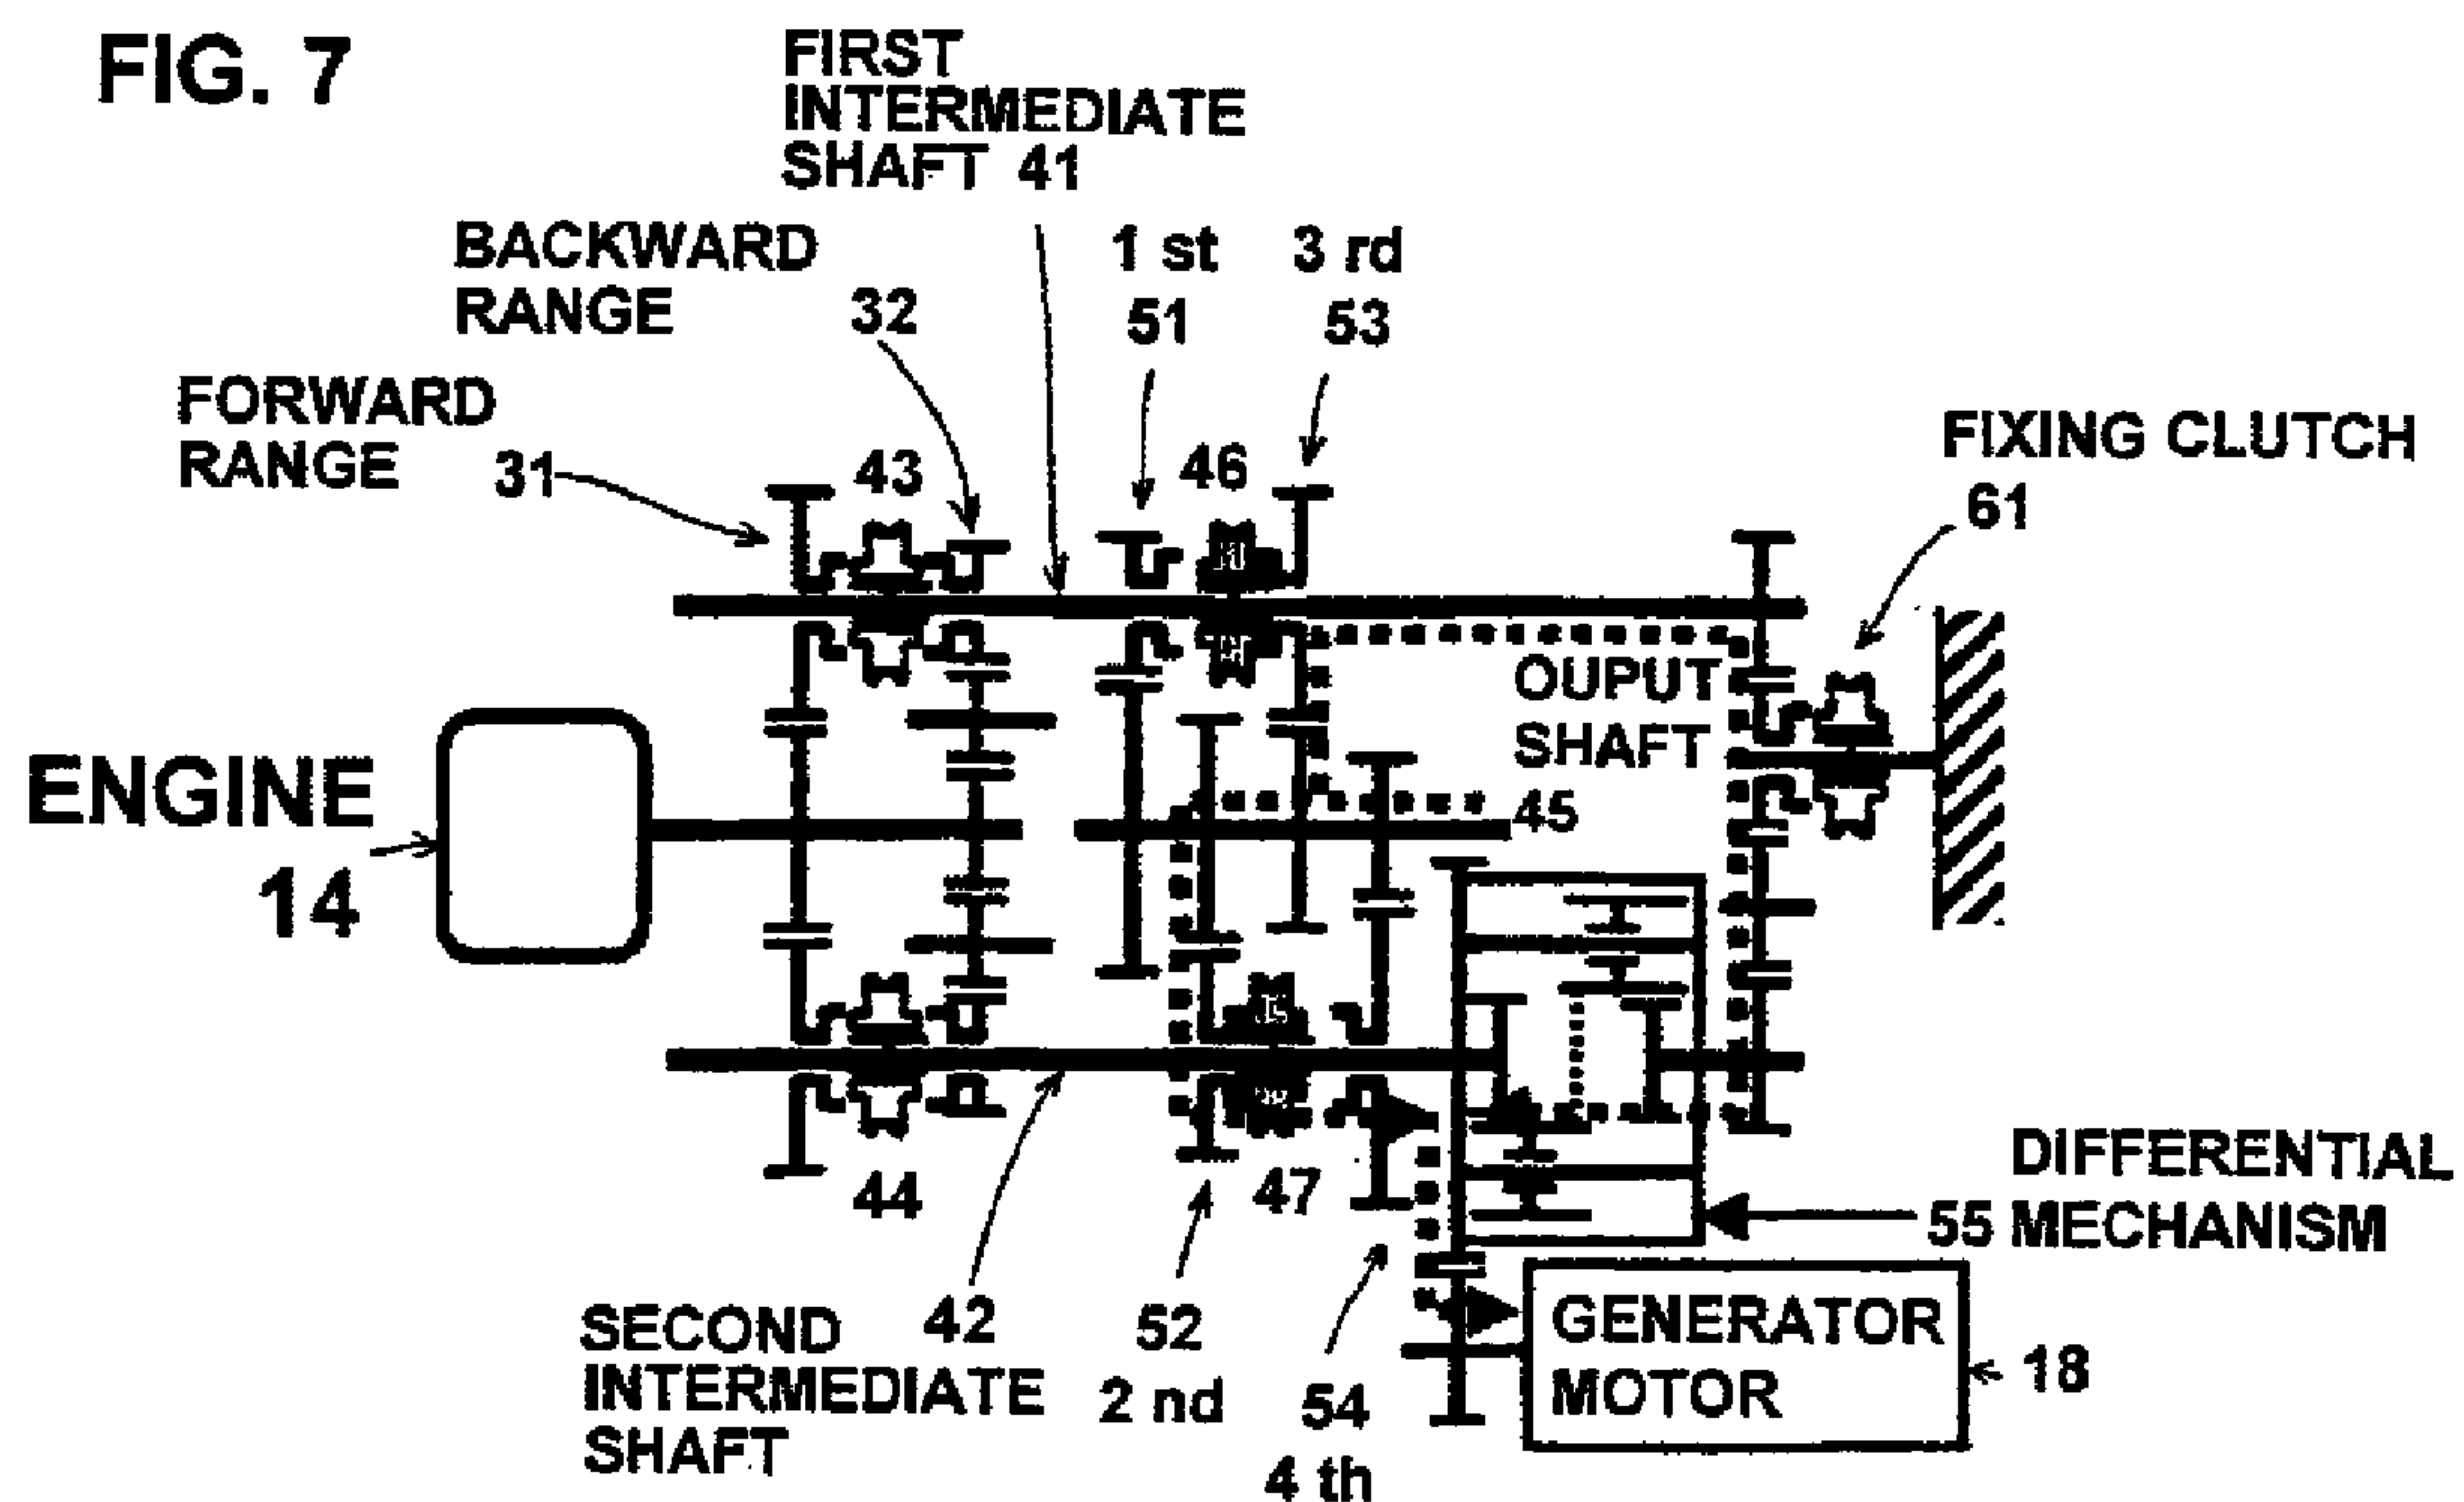 FIG. 7
FIRST
INTERMEDIATE
SHAFT 41
BACKWARD
RANGE 32
1 st
51
3 rd
53
FORWARD
RANGE 31
43
46
FIXING CLUTCH
61
OUPUT
SHAFT
45
ENGINE
14
44
47
DIFFERENTIAL
55 MECHANISM
SECOND
INTERMEDIATE
SHAFT
42
52
2 nd
54
4 th
GENERATOR
MOTOR
18